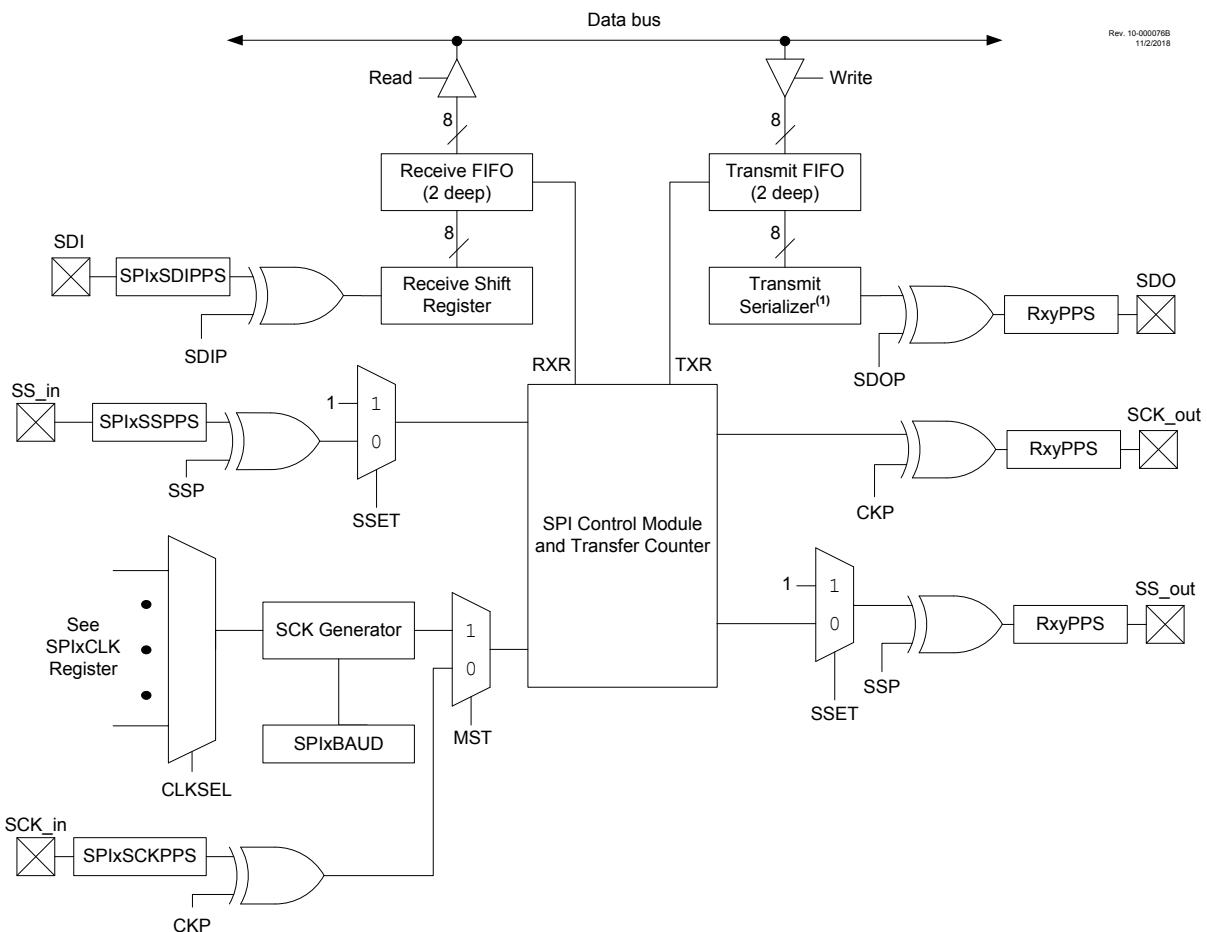 Data bus
Rev. 10-000076B
11/2/2018
Read
Write
8
8
Receive FIFO
(2 deep)
Transmit FIFO
(2 deep)
8
8
SDI
SPIxSDIPPS
Receive Shift
Register
Transmit
Serializer(1)
SDO
RxyPPS
SDIP
SDOP
RXR
TXR
SS_in
SPIxSSPPS
1
1
0
SSP
SSET
SCK_out
RxyPPS
CKP
SPI Control Module
and Transfer Counter
See
SPIxCLK
Register
SCK Generator
1
0
SPIxBAUD
MST
CLKSEL
1
1
0
SS_out
RxyPPS
SSP
SSET
SCK_in
SPIxSCKPPS
CKP